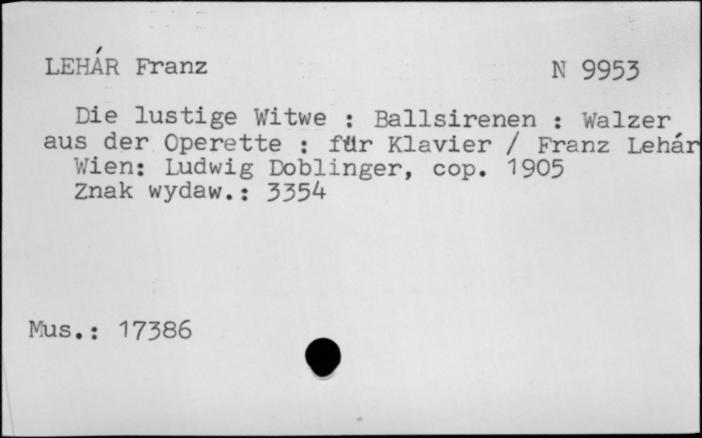 LEHÁR Franz N 9953
Die lustige Witwe : Ballsirenen : Walzer
aus der Operette : für Klavier / Franz Lehár
Wien: Ludwig Doblinger, cop. 1905
Znak wydaw.: 3354
Mus.: 17386